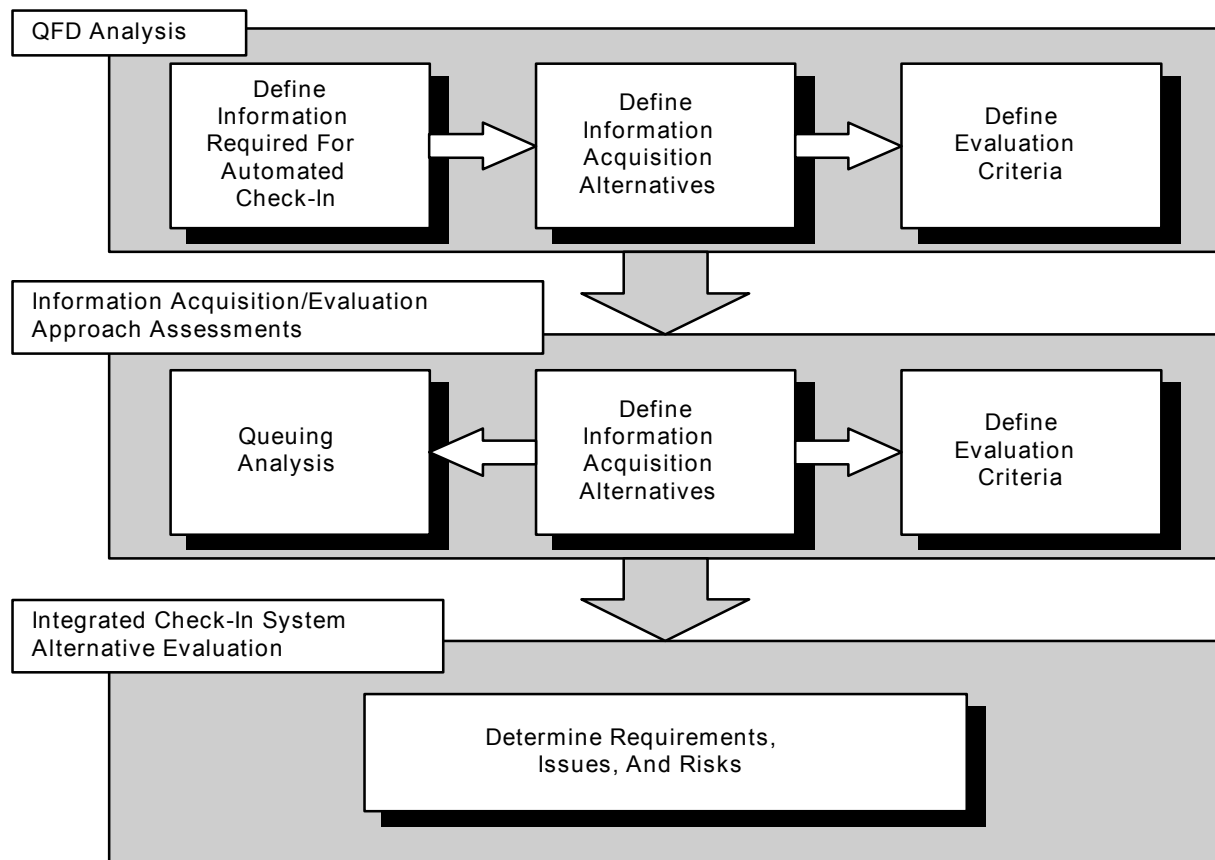 QFD Analysis
Define
Information
Required For
Automated
Check-In
Define
Information
Acquisition
Alternatives
Define
Evaluation
Criteria
Information Acquisition/Evaluation
Approach Assessments
Queuing
Analysis
Define
Information
Acquisition
Alternatives
Define
Evaluation
Criteria
Integrated Check-In System
Alternative Evaluation
Determine Requirements,
Issues, And Risks